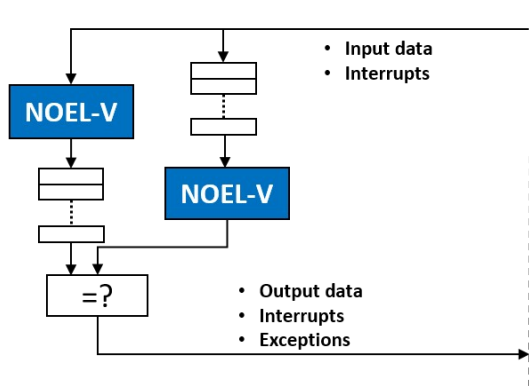 • Input data
• Interrupts
NOEL-V
NOEL-V
=?
• Output data
• Interrupts
• Exceptions